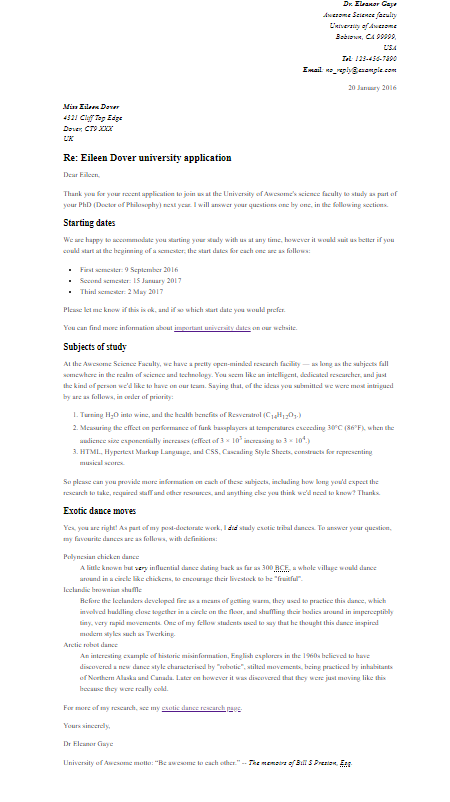 Dr. Eleanor Gaye
Awesome Science faculty
University of Awesome
Bobtown, CA 99999,
USA
Tel: 123-456-7890
Email: no_reply@example.com
20 January 2016
Miss Eileen Dover
4321 Cliff Top Edge
Dover, CT9 XXX
UK
Re: Eileen Dover university application
Dear Eileen,
Thank you for your recent application to join us at the University of Awesome's science faculty to study as part of
your PhD (Doctor of Philosophy) next year. I will answer your questions one by one, in the following sections.
Starting dates
We are happy to accommodate you starting your study with us at any time, however it would suit us better if you
could start at the beginning of a semester; the start dates for each one are as follows:
• First semester: 9 September 2016
• Second semester: 15 January 2017
• Third semester: 2 May 2017
Please let me know if this is ok, and if so which start date you would prefer.
You can find more information about important university dates on our website.
Subjects of study
At the Awesome Science Faculty, we have a pretty open-minded research facility — as long as the subjects fall
somewhere in the realm of science and technology. You seem like an intelligent, dedicated researcher, and just
the kind of person we'd like to have on our team. Saying that, of the ideas you submitted we were most intrigued
by are as follows, in order of priority:
1. Turning H₂O into wine, and the health benefits of Resveratrol (C₁₄H₁₂O₃.)
2. Measuring the effect on performance of funk bassplayers at temperatures exceeding 30°C (86°F), when the
audience size exponentially increases (effect of 3 × 10³ increasing to 3 × 10⁴.)
3. HTML, Hypertext Markup Language, and CSS, Cascading Style Sheets, constructs for representing
musical scores.
So please can you provide more information on each of these subjects, including how long you'd expect the
research to take, required staff and other resources, and anything else you think we'd need to know? Thanks.
Exotic dance moves
Yes, you are right! As part of my post-doctorate work, I did study exotic tribal dances. To answer your question,
my favourite dances are as follows, with definitions:
Polynesian chicken dance
A little known but very influential dance dating back as far as 300 BCE, a whole village would dance
around in a circle like chickens, to encourage their livestock to be "fruitful".
Icelandic brownian shuffle
Before the Icelanders developed fire as a means of getting warm, they used to practice this dance, which
involved huddling close together in a circle on the floor, and shuffling their bodies around in imperceptibly
tiny, very rapid movements. One of my fellow students used to say that he thought this dance inspired
modern styles such as Twerking.
Arctic robot dance
An interesting example of historic misinformation, English explorers in the 1960s believed to have
discovered a new dance style characterised by "robotic", stilted movements, being practiced by inhabitants
of Northern Alaska and Canada. Later on however it was discovered that they were just moving like this
because they were really cold.
For more of my research, see my exotic dance research page.
Yours sincerely,
Dr Eleanor Gaye
University of Awesome motto: "Be awesome to each other." -- The memoirs of Bill S Preston, Esq.